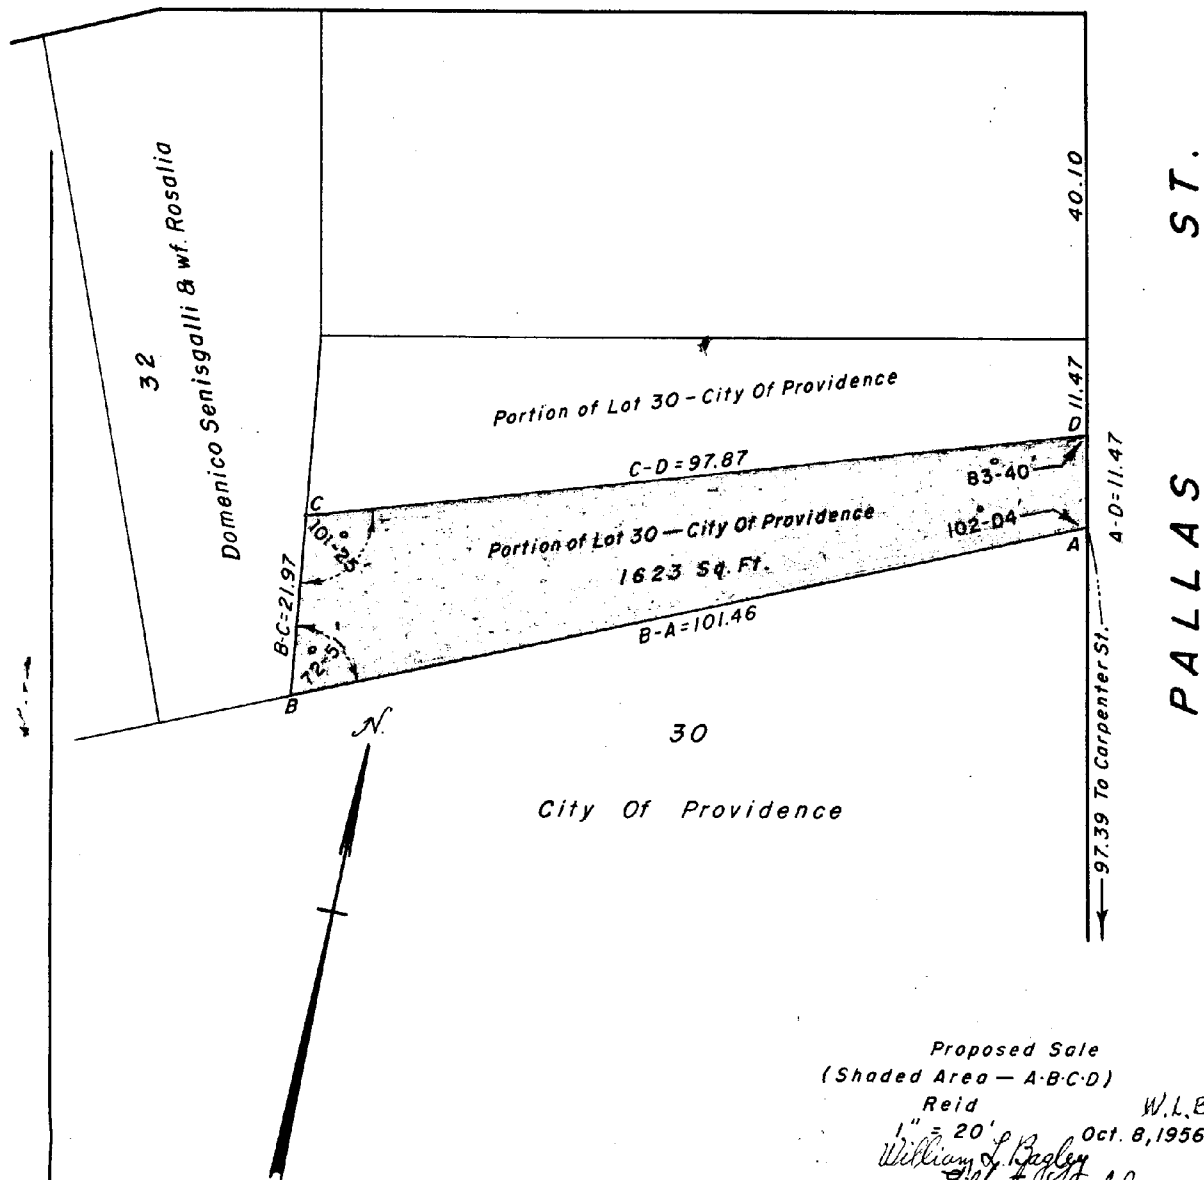 32
Domenico Senisgalli & wf. Rosalia
40.10
PALLAS ST.
Portion of Lot 30 - City Of Providence
D 11.47
C-D = 97.87
83-40'
A-D = 11.47
C
101-25'
Portion of Lot 30 — City Of Providence
1623 Sq. Ft.
102°-04'
A
B-C = 21.97
72°-51'
B-A = 101.46
B
97.39 To Carpenter St.
N.
30
City Of Providence
Proposed Sale
(Shaded Area — A-B-C-D)
Reid
W.L.B
1" = 20'
Oct. 8, 1956
William L. Bagley